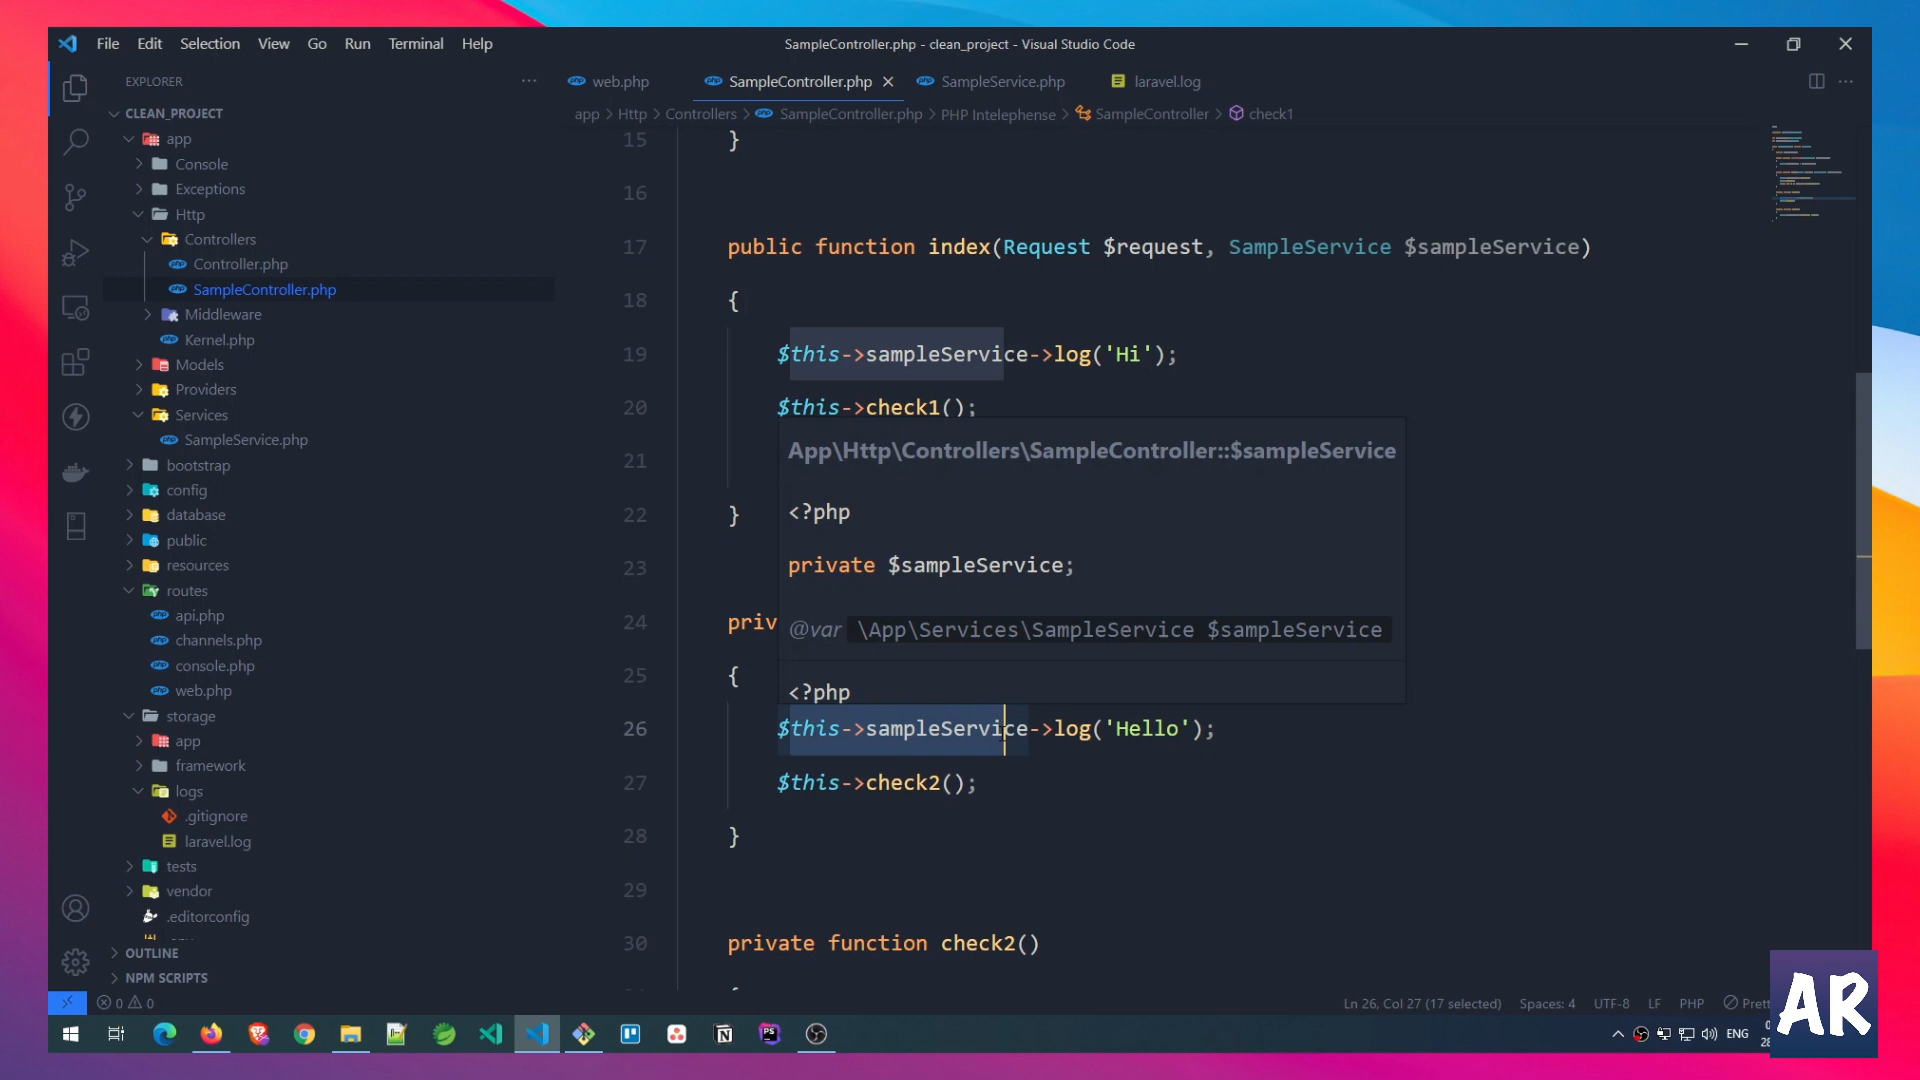 File Edit Selection View Go Run Terminal Help
SampleController.php - clean_project - Visual Studio Code
EXPLORER
CLEAN_PROJECT
app
Console
Exceptions
Http
Controllers
Controller.php
SampleController.php
Middleware
Kernel.php
Models
Providers
Services
SampleService.php
bootstrap
config
database
public
resources
routes
api.php
channels.php
console.php
web.php
storage
app
framework
logs
.gitignore
laravel.log
tests
vendor
.editorconfig
OUTLINE
NPM SCRIPTS
web.php SampleController.php SampleService.php laravel.log
app > Http > Controllers > SampleController.php > PHP Intelephense > SampleController > check1
15 }
16
17 public function index(Request $request, SampleService $sampleService)
18 {
19 $this->sampleService->log('Hi');
20 $this->check1();
21
22 }
23
24 priv
25 {
26 $this->sampleService->log('Hello');
27 $this->check2();
28 }
29
30 private function check2()
App\Http\Controllers\SampleController::$sampleService
<?php
private $sampleService;
@var \App\Services\SampleService $sampleService
<?php
0 0
Ln 26, Col 27 (17 selected) Spaces: 4 UTF-8 LF PHP Prett
ENG
AR